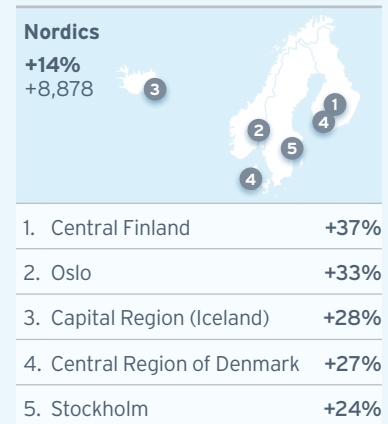 Nordics
+14%
+8,878
3
1
4
2
5
4
1. Central Finland +37%
2. Oslo +33%
3. Capital Region (Iceland) +28%
4. Central Region of Denmark +27%
5. Stockholm +24%